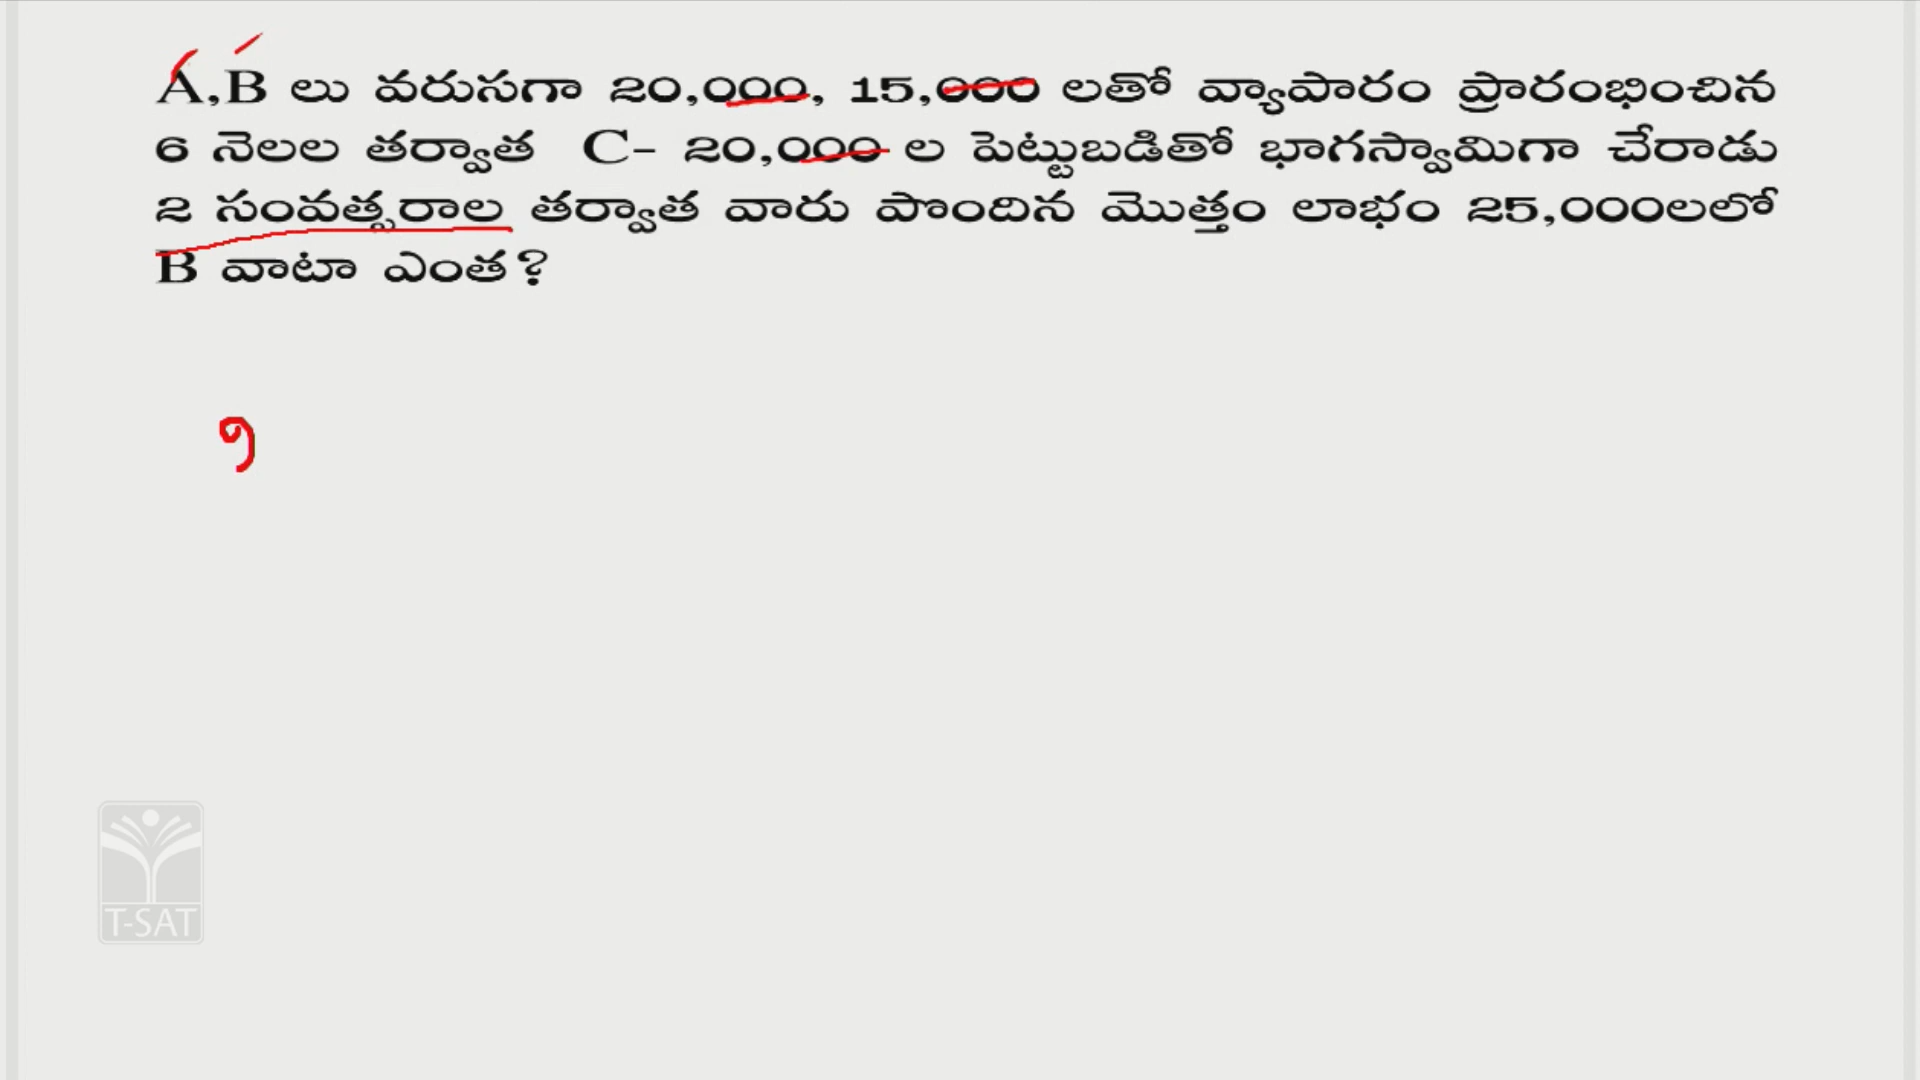 A,B లు వరుసగా 20,000, 15,000 లతో వ్యాపారం ప్రారంభించిన
6 నెలల తర్వాత C- 20,000 ల పెట్టుబడితో భాగస్వామిగా చేరాడు
2 సంవత్సరాల తర్వాత వారు పొందిన మొత్తం లాభం 25,000లలో
B వాటా ఎంత?
T-SAT